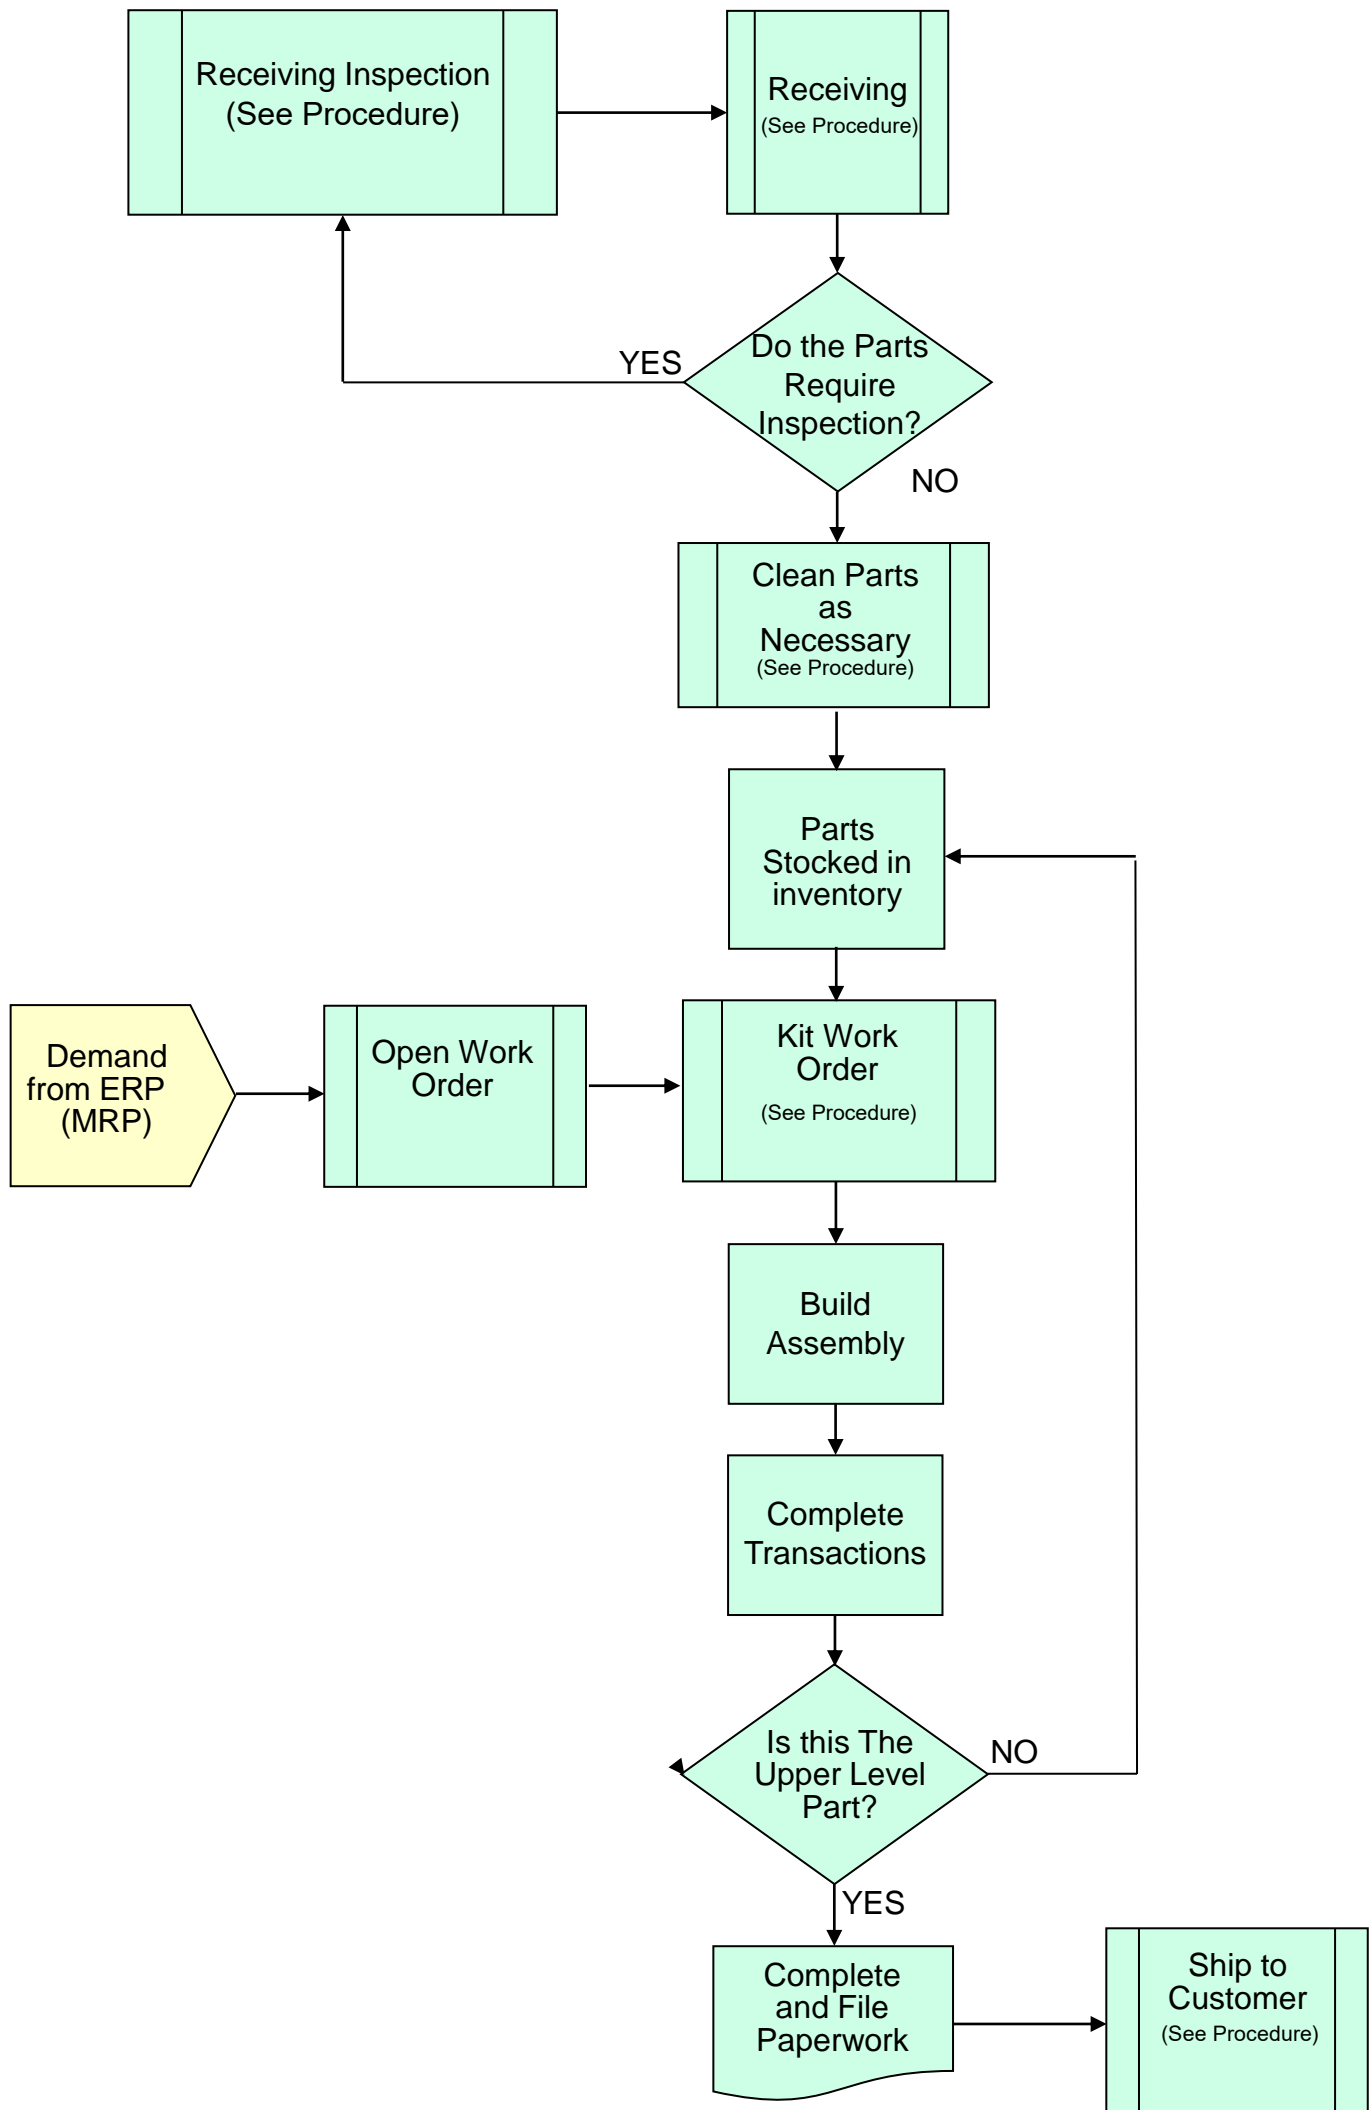 Receiving Inspection
(See Procedure)
Receiving
(See Procedure)
Do the Parts
Require
Inspection?
YES
NO
Clean Parts
as
Necessary
(See Procedure)
Parts
Stocked in
inventory
Demand
from ERP
(MRP)
Open Work
Order
Kit Work
Order
(See Procedure)
Build
Assembly
Complete
Transactions
Is this The
Upper Level
Part?
NO
YES
Complete
and File
Paperwork
Ship to
Customer
(See Procedure)